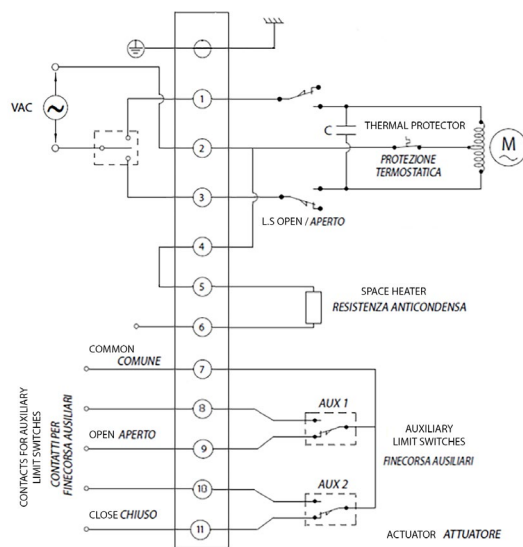 VAC
1
2
3
4
5
6
7
8
9
10
11
C
THERMAL PROTECTOR
PROTEZIONE
TERMOSTATICA
M
L.S OPEN / APERTO
SPACE HEATER
RESISTENZA ANTICONDENSA
COMMON
COMUNE
OPEN APERTO
CLOSE CHIUSO
CONTACTS FOR AUXILIARY
LIMIT SWITCHES
CONTATTI PER
FINECORSA AUSILIARI
AUX 1
AUX 2
AUXILIARY
LIMIT SWITCHES
FINECORSA AUSILIARI
ACTUATOR ATTUATORE